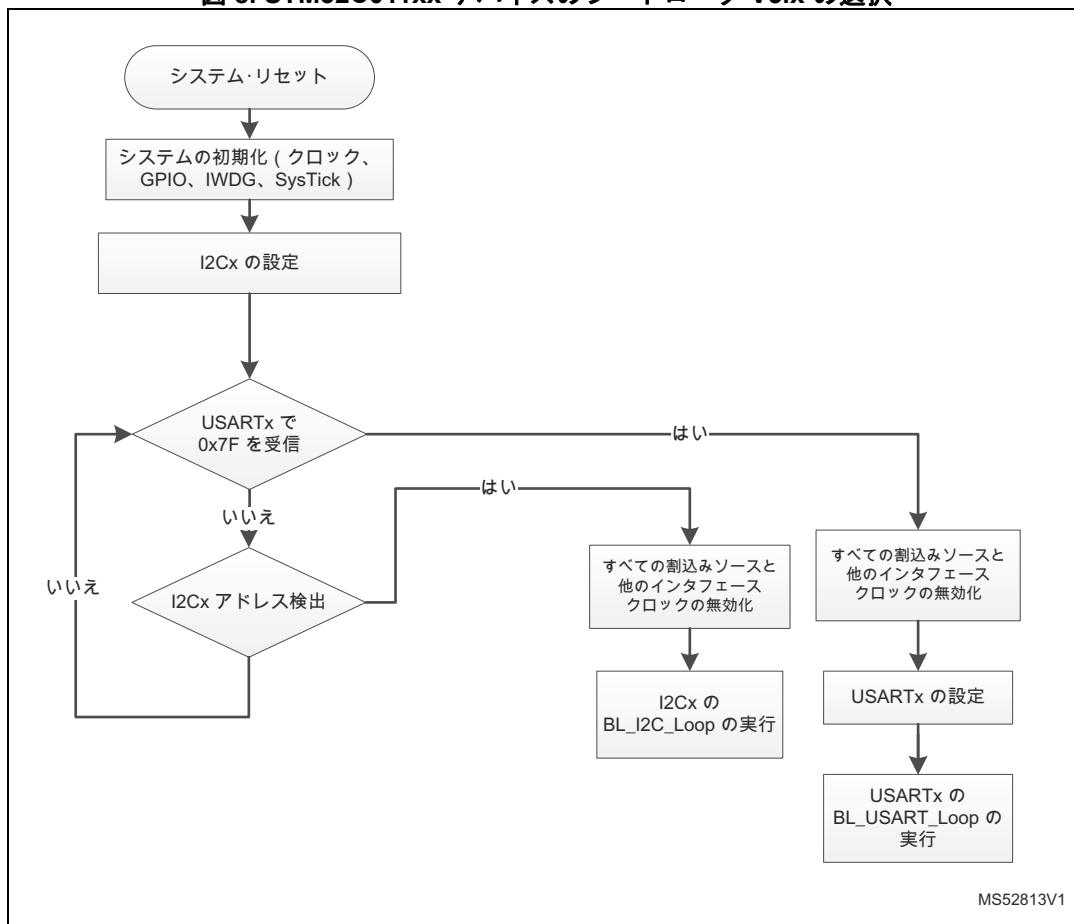 システム・リセット
システムの初期化 ( クロック、
GPIO、IWDG、SysTick )
I2Cx の設定
USARTx で
0x7F を受信
はい
いいえ
I2Cx アドレス検出
はい
いいえ
すべての割込みソースと
他のインタフェース
クロックの無効化
I2Cx の
BL_I2C_Loop の実行
すべての割込みソースと
他のインタフェース
クロックの無効化
USARTx の設定
USARTx の
BL_USART_Loop の
実行
MS52813V1